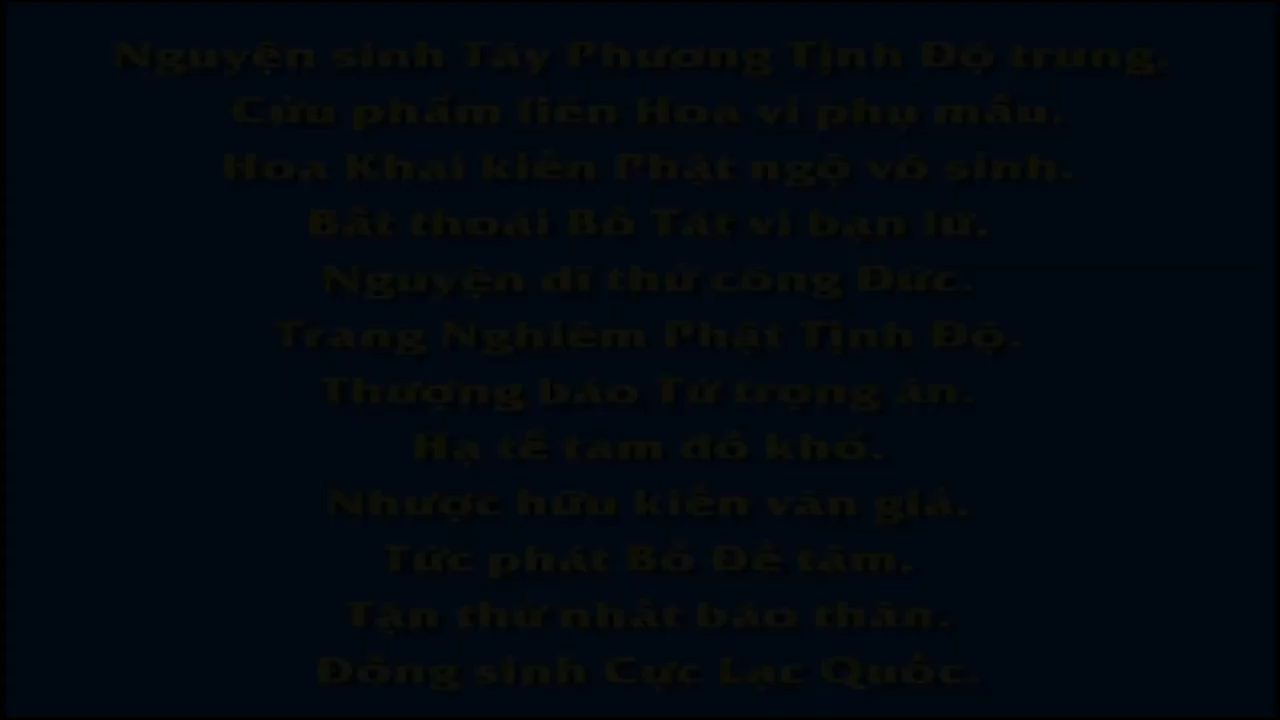 Nguyện sinh Tây Phương Tịnh Độ trung.
Cửu phẩm liên Hoa vi phụ mẫu.
Hoa Khai kiến Phật ngộ vô sinh.
Bất thoái Bồ Tát vi bạn lữ.
Nguyện dĩ thử công Đức.
Trang Nghiêm Phật Tịnh Độ.
Thượng báo Tứ trọng ân.
Hạ tế tam đồ khổ.
Nhược hữu kiến văn giả.
Tức phát Bồ Đề tâm.
Tận thử nhất báo thân.
Đồng sinh Cực Lạc Quốc.